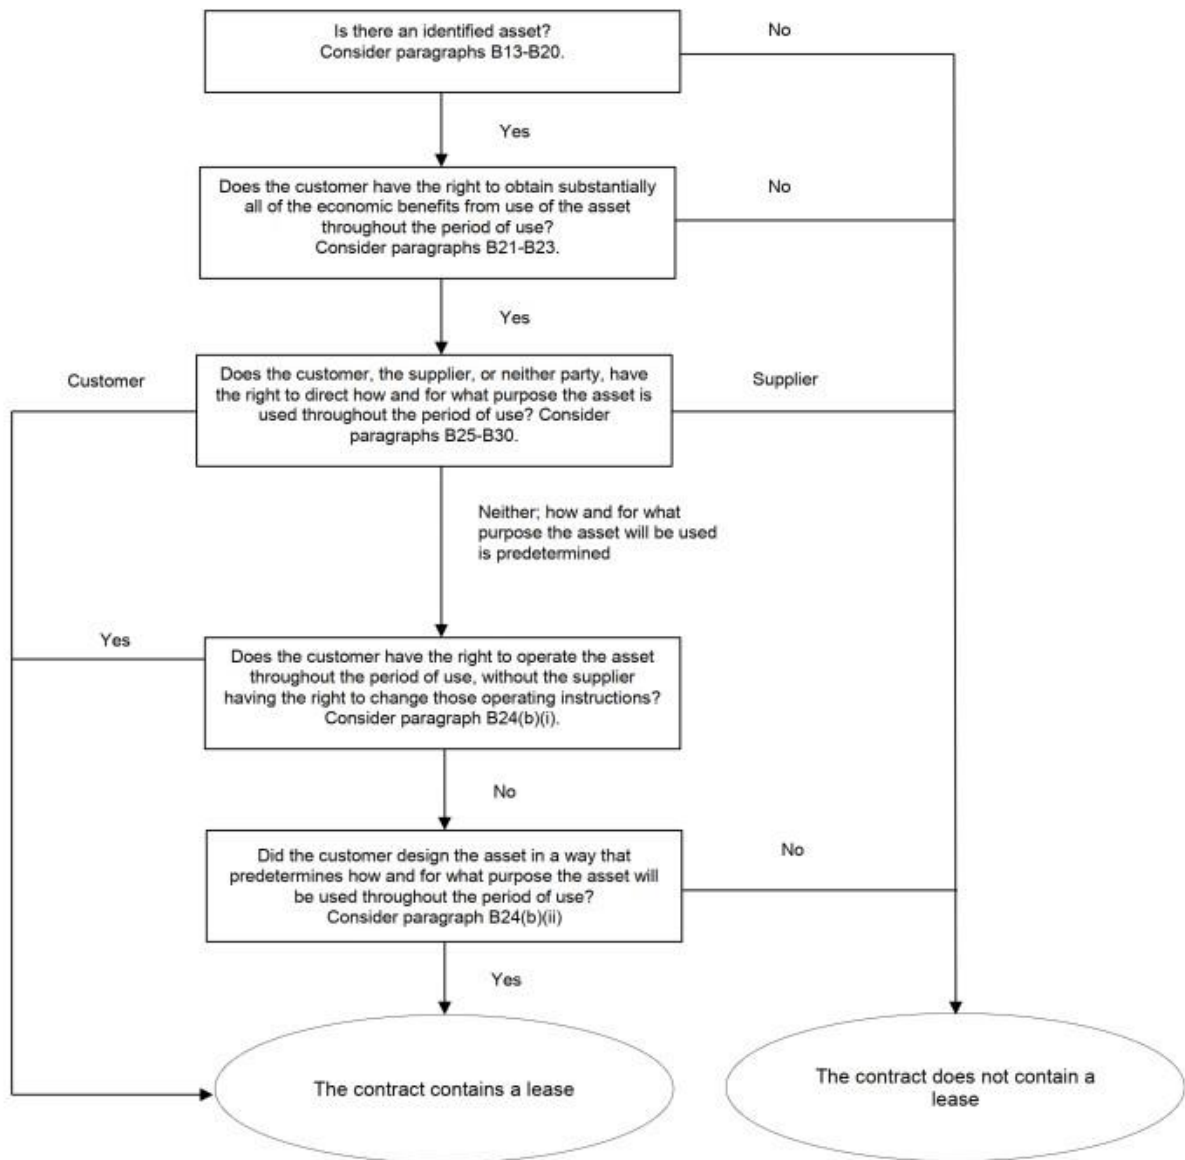 Is there an identified asset?
Consider paragraphs B13-B20.
No
Yes
Does the customer have the right to obtain substantially
all of the economic benefits from use of the asset
throughout the period of use?
Consider paragraphs B21-B23.
No
Yes
Customer
Does the customer, the supplier, or neither party, have
the right to direct how and for what purpose the asset is
used throughout the period of use? Consider
paragraphs B25-B30.
Supplier
Neither; how and for what
purpose the asset will be used
is predetermined
Yes
Does the customer have the right to operate the asset
throughout the period of use, without the supplier
having the right to change those operating instructions?
Consider paragraph B24(b)(i).
No
Did the customer design the asset in a way that
predetermines how and for what purpose the asset will
be used throughout the period of use?
Consider paragraph B24(b)(ii)
No
Yes
The contract contains a lease
The contract does not contain a
lease